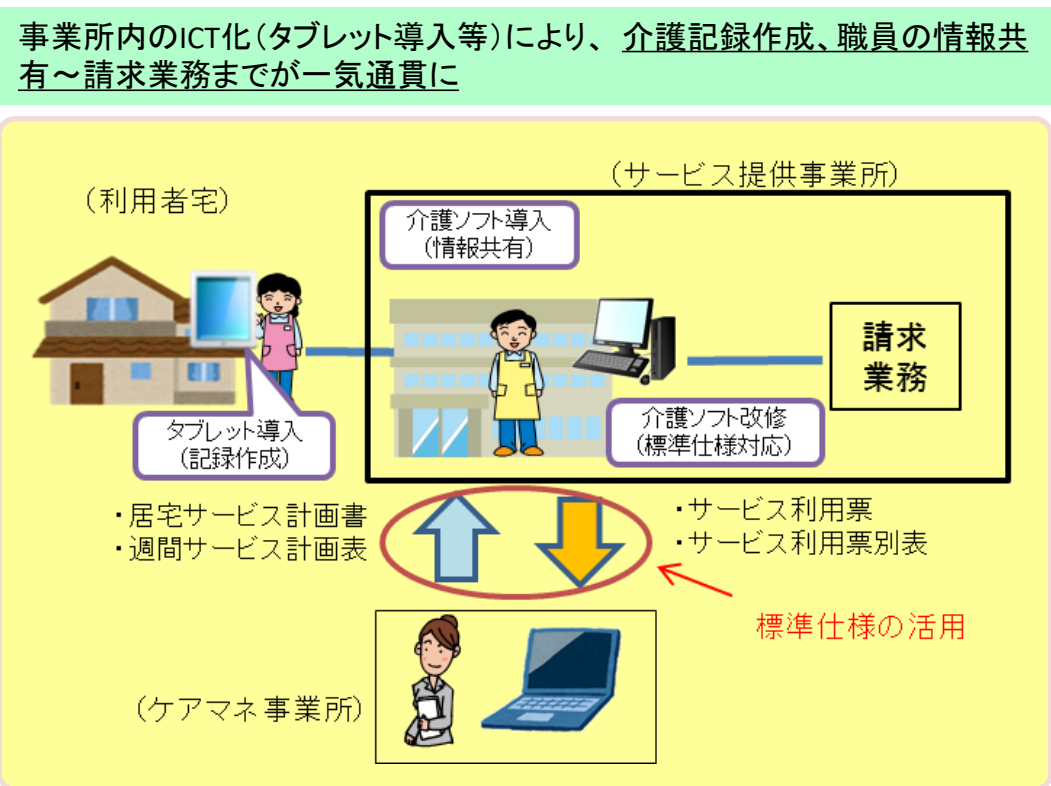 事業所内のICT化(タブレット導入等)により、 介護記録作成、職員の情報共
有~請求業務までが一気通貫に
(サービス提供事業所)
(利用者宅)
介護ソフト導入
(情報共有)
請求
業務
タブレット導入
(記録作成)
介護ソフト改修
(標準仕様対応)
・居宅サービス計画書
・週間サービス計画表
・サービス利用票
・サービス利用票別表
標準仕様の活用
(ケアマネ事業所)